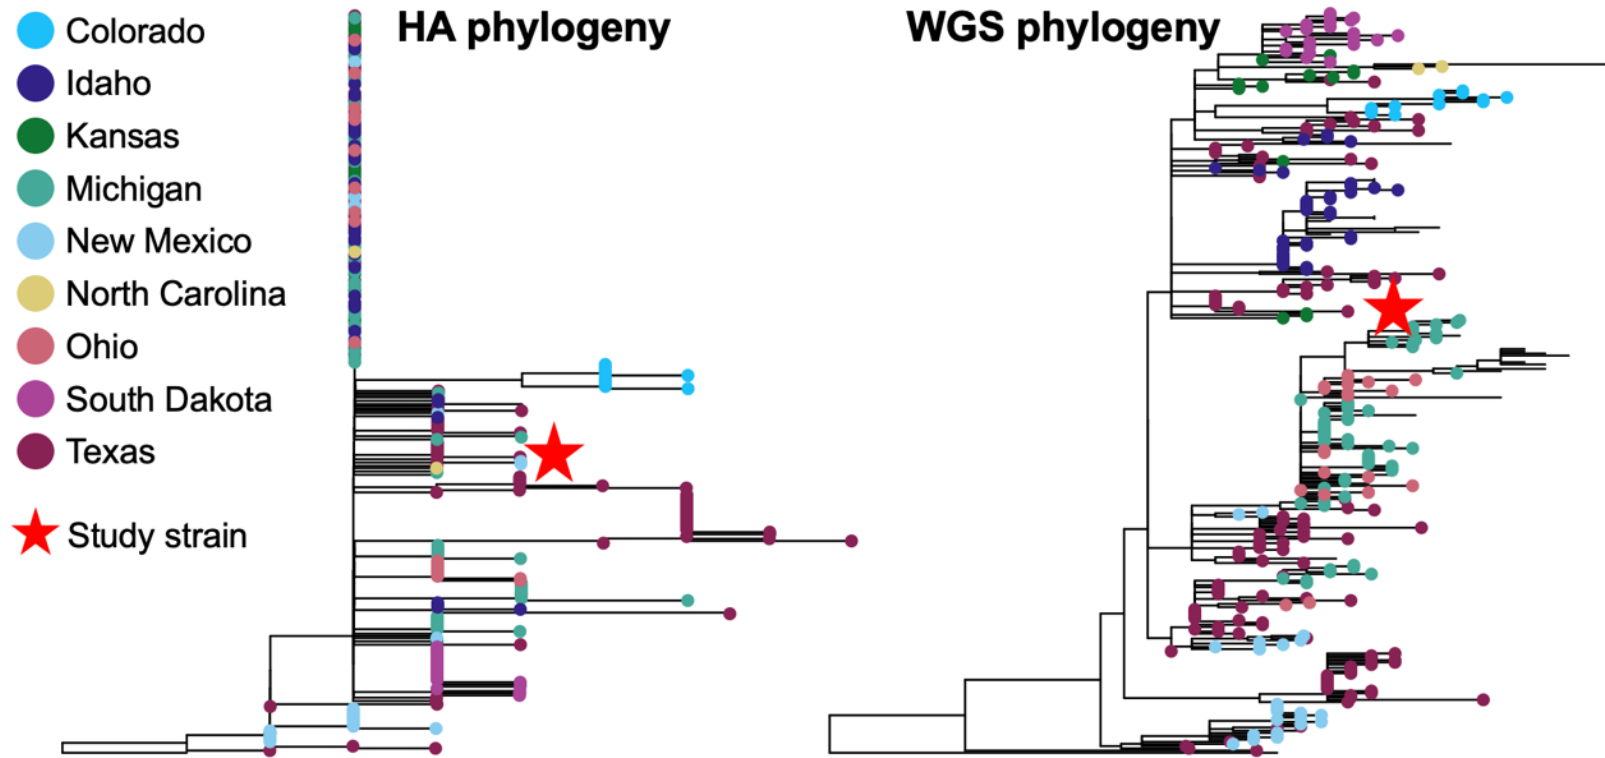 HA phylogeny
WGS phylogeny
Colorado
Idaho
Kansas
Michigan
New Mexico
North Carolina
Ohio
South Dakota
Texas
Study strain